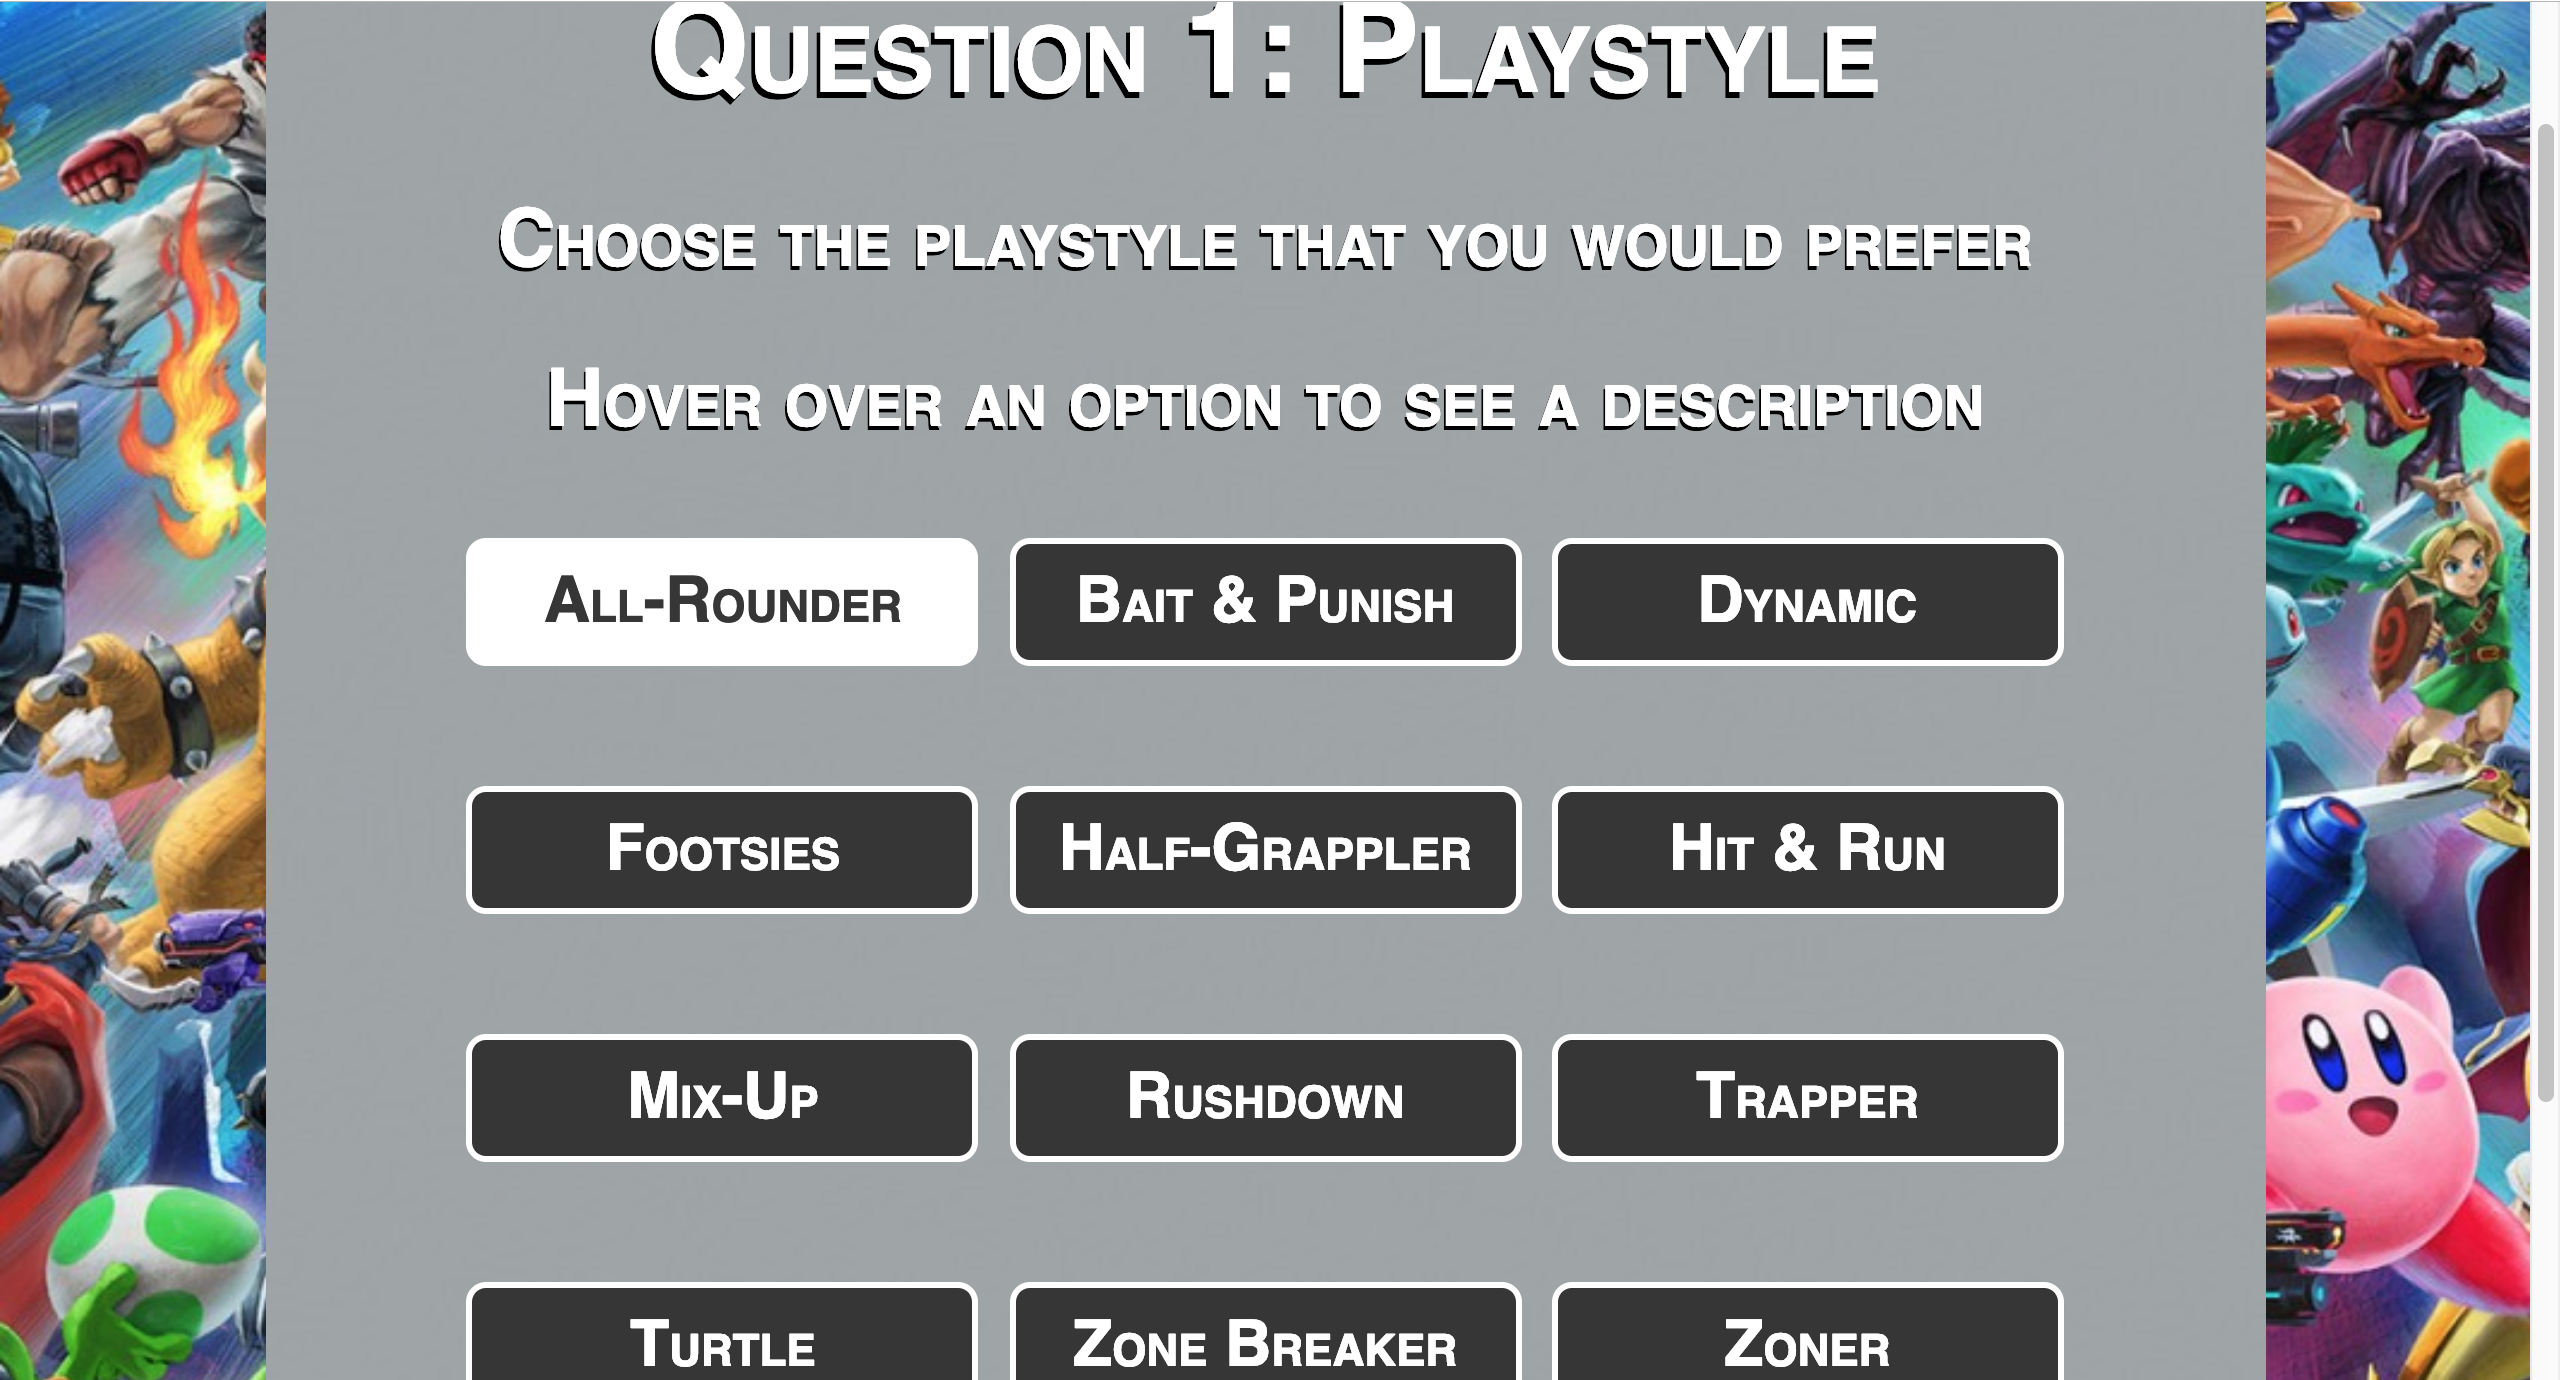 Question 1: Playstyle
Choose the playstyle that you would prefer
Hover over an option to see a description
All-Rounder
Bait & Punish
Dynamic
Footsies
Half-Grappler
Hit & Run
Mix-Up
Rushdown
Trapper
Turtle
Zone Breaker
Zoner